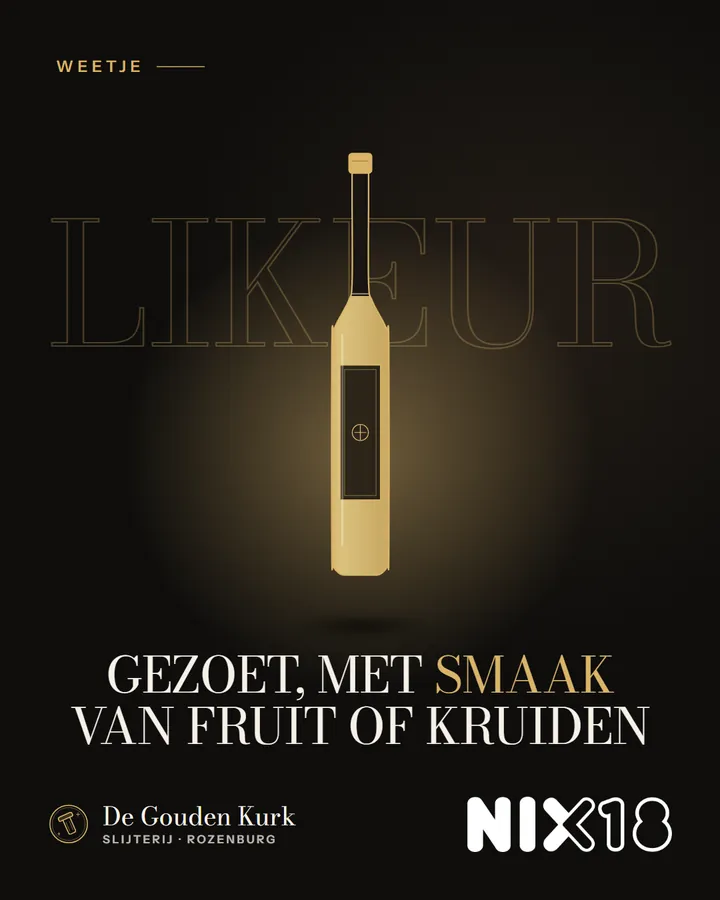 WEETJE
LIKEUR
GEZOET, MET SMAAK
VAN FRUIT OF KRUIDEN
De Gouden Kurk
SLIJTERIJ · ROZENBURG
NIX18